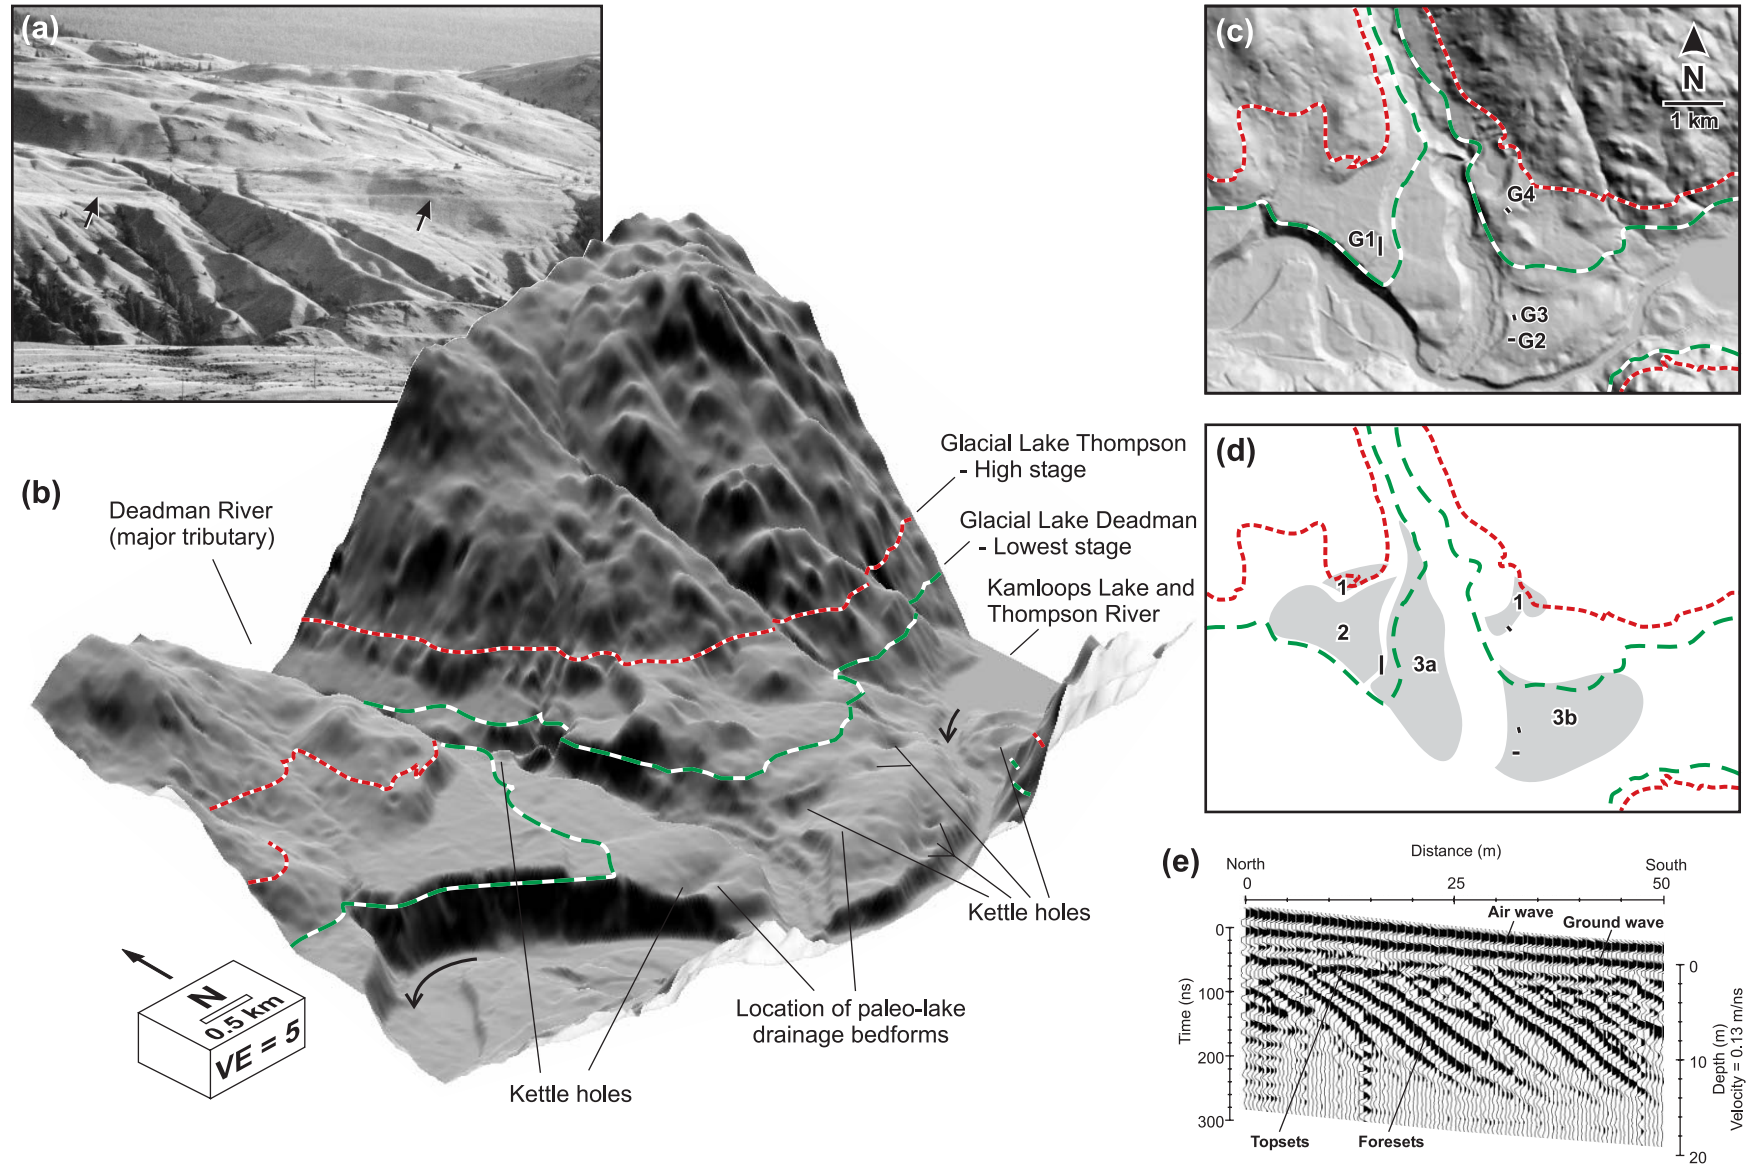 (a)
(b)
Deadman River
(major tributary)
Glacial Lake Thompson
- High stage
Glacial Lake Deadman
- Lowest stage
Kamloops Lake and
Thompson River
Kettle holes
Location of paleo-lake
drainage bedforms
Kettle holes
N
0.5 km
VE = 5
(c)
N
1 km
G4
G1
G3
G2
(d)
1
1
2
3a
3b
(e)
Distance (m)
North
South
0
25
50
Air wave
Ground wave
Time (ns)
0
100
200
300
0
10
20
Depth (m)
Velocity = 0.13 m/ns
Topsets
Foresets